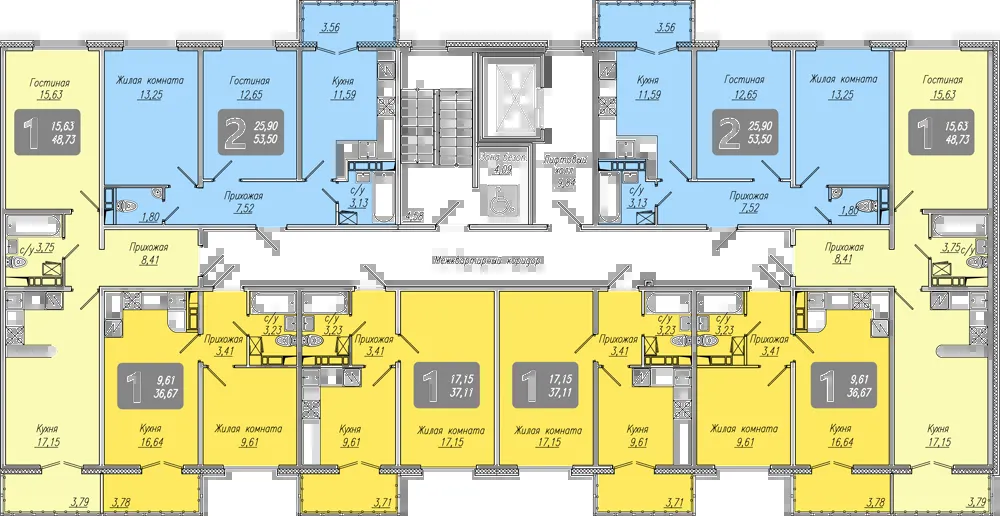 3.56
3.56
Гостиная
15,63
Жилая комната
13,25
Гостиная
12,65
Кухня
11,59
Кухня
11,59
Гостиная
12,65
Жилая комната
13,25
Гостиная
15,63
1
15,63
48,73
2
25,90
53,50
2
25,90
53,50
1
15,63
48,73
Зона безоп.
4,09
Лифтовый
холл
Прихожая
7,52
1,80
с/у
3,13
с/у
3,13
Прихожая
7,52
1,80
3,75
с/у
Прихожая
8,41
Межквартирный коридор
Прихожая
8,41
3,75
с/у
с/у
3,23
Прихожая
3,41
с/у
3,23
Прихожая
3,41
с/у
3,23
Прихожая
3,41
с/у
3,23
Прихожая
3,41
1
9,61
36,67
1
17,15
37,11
1
17,15
37,11
1
9,61
36,67
Кухня
17,15
Кухня
16,64
Жилая комната
9,61
Кухня
9,61
Жилая комната
17,15
Жилая комната
17,15
Кухня
9,61
Жилая комната
9,61
Кухня
16,64
Кухня
17,15
3,79
3,78
3,71
3,71
3,78
3,79